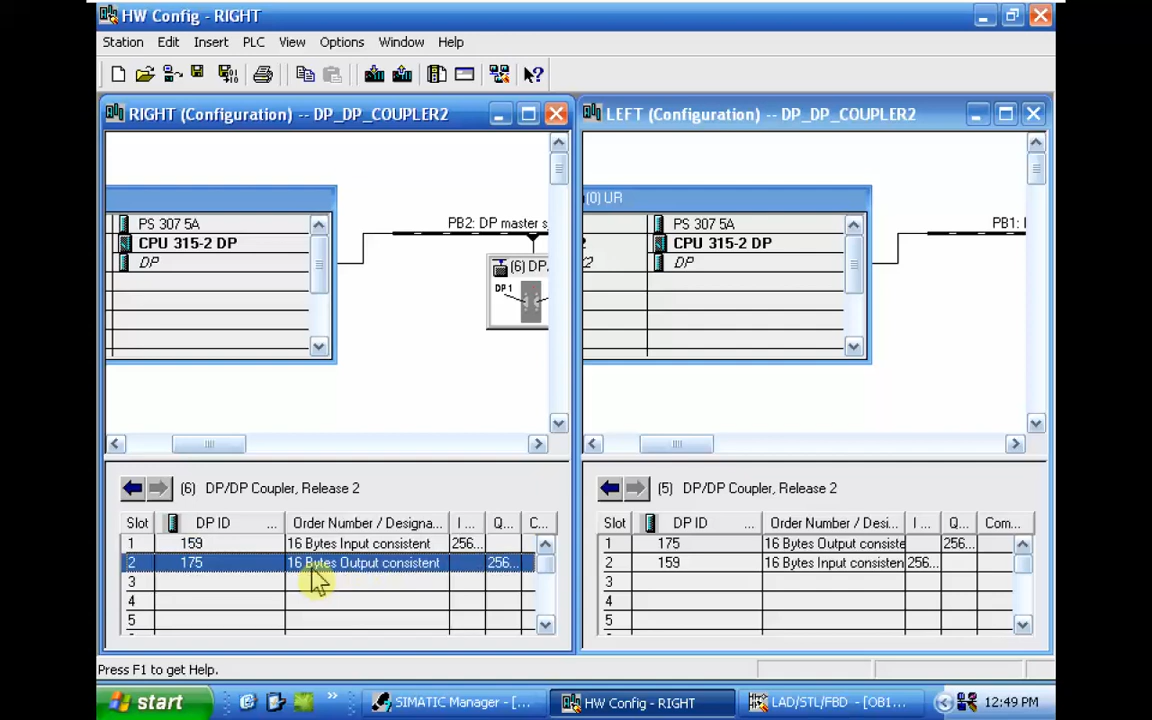 HW Config - RIGHT
Station Edit Insert PLC View Options Window Help
RIGHT (Configuration) -- DP_DP_COUPLER2
PS 307 5A
CPU 315-2 DP
DP
PB2: DP master s
(6) DP
DP 1
(6) DP/DP Coupler, Release 2
Slot DP ID ... Order Number / Designa... I ... Q... C...
1 159 16 Bytes Input consistent 256...
2 175 16 Bytes Output consistent 256...
3
4
5
LEFT (Configuration) -- DP_DP_COUPLER2
(0) UR
PS 307 5A
2 CPU 315-2 DP
DP
PB1:
(5) DP/DP Coupler, Release 2
Slot DP ID ... Order Number / Desi... I ... Q... Com...
1 175 16 Bytes Output consiste 256...
2 159 16 Bytes Input consisten 256...
3
4
5
Press F1 to get Help.
start » SIMATIC Manager - [... HW Config - RIGHT LAD/STL/FBD - [OB1... 12:49 PM